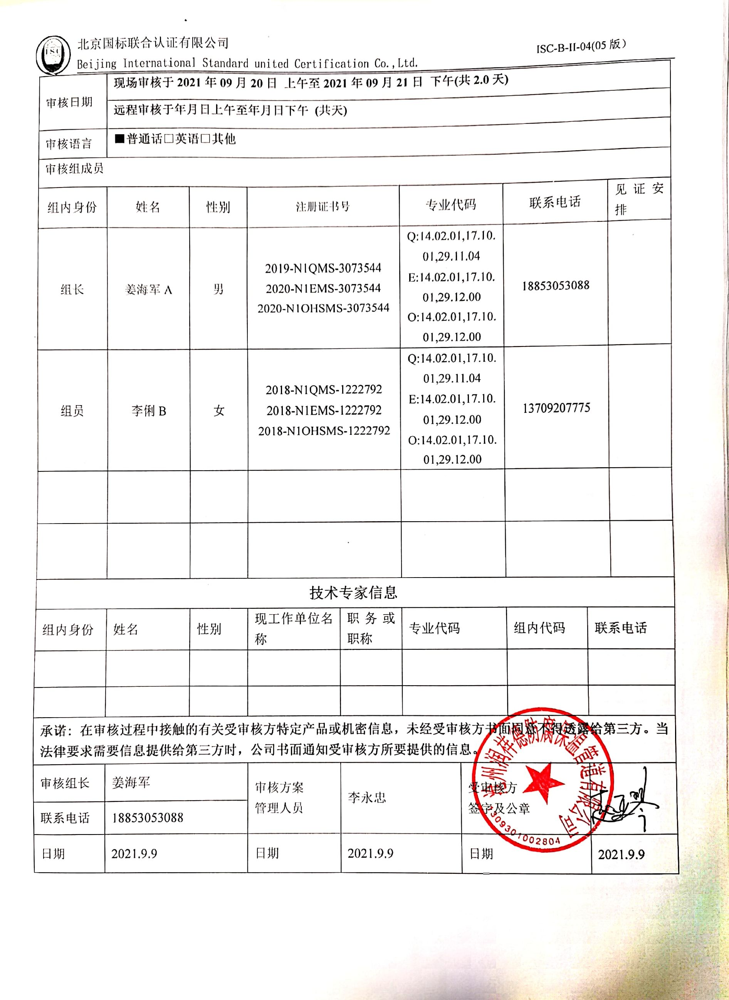 ISC
北京国标联合认证有限公司
ISC-B-II-04(05 版)
Beijing International Standard united Certification Co.,Ltd.
审核日期
现场审核于 2021 年 09 月 20 日 上午至 2021 年 09 月 21 日 下午(共 2.0 天)
远程审核于年月日上午至年月日下午 (共天)
审核语言
■普通话□英语□其他
审核组成员
组内身份 姓名 性别 注册证书号 专业代码 联系电话 见 证 安
排
组长 姜海军 A 男
2019-N1QMS-3073544
2020-N1EMS-3073544
2020-N1OHSMS-3073544
Q:14.02.01,17.10.
01,29.11.04
E:14.02.01,17.10.
01,29.12.00
O:14.02.01,17.10.
01,29.12.00
18853053088
组员 李俐 B 女
2018-N1QMS-1222792
2018-N1EMS-1222792
2018-N1OHSMS-1222792
Q:14.02.01,17.10.
01,29.11.04
E:14.02.01,17.10.
01,29.12.00
O:14.02.01,17.10.
01,29.12.00
13709207775
技术专家信息
组内身份 姓名 性别 现工作单位名
称
职 务 或
职称
专业代码 组内代码 联系电话
承诺：在审核过程中接触的有关受审核方特定产品或机密信息，未经受审核方书面同意不得透露给第三方。当
法律要求需要信息提供给第三方时，公司书面通知受审核方所要提供的信息。
审核组长 姜海军
联系电话 18853053088
审核方案
管理人员
李永忠
受审核方
签字及公章
州润祥德防腐保温管道有限公司
1309301002804
日期 2021.9.9 日期 2021.9.9 日期 2021.9.9